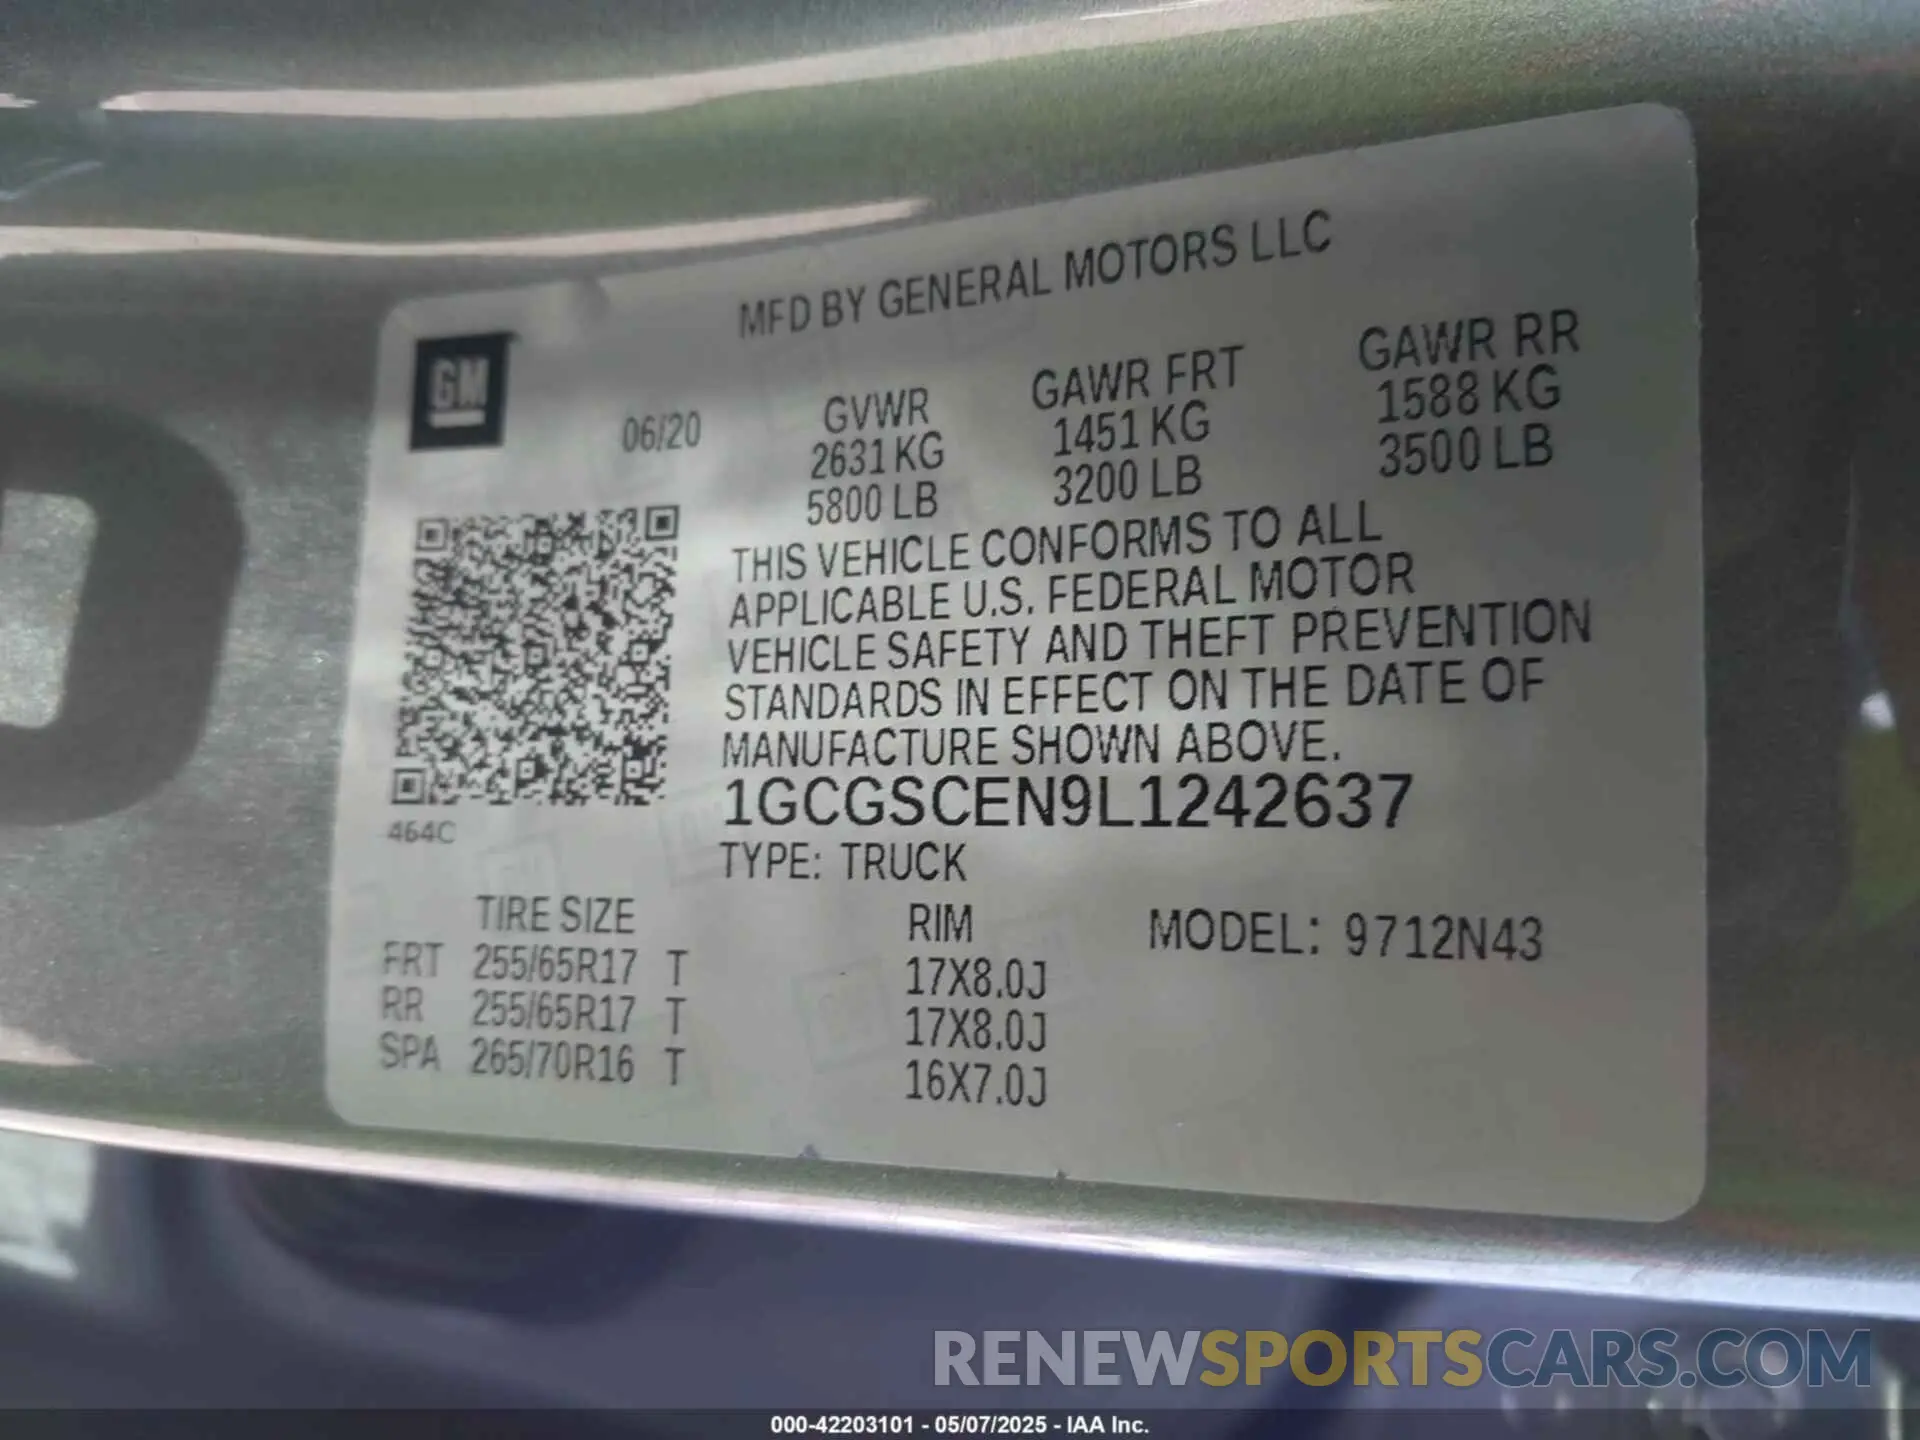 MFD BY GENERAL MOTORS LLC
GM
06/20
GVWR
2631 KG
5800 LB
GAWR FRT
1451 KG
3200 LB
GAWR RR
1588 KG
3500 LB
THIS VEHICLE CONFORMS TO ALL
APPLICABLE U.S. FEDERAL MOTOR
VEHICLE SAFETY AND THEFT PREVENTION
STANDARDS IN EFFECT ON THE DATE OF
MANUFACTURE SHOWN ABOVE.
1GCGSCEN9L1242637
464C
TYPE: TRUCK
TIRE SIZE RIM MODEL: 9712N43
FRT 255/65R17 T 17X8.0J
RR 255/65R17 T 17X8.0J
SPA 265/70R16 T 16X7.0J
RENEWSPORTSCARS.COM
000-42203101 - 05/07/2025 - IAA Inc.